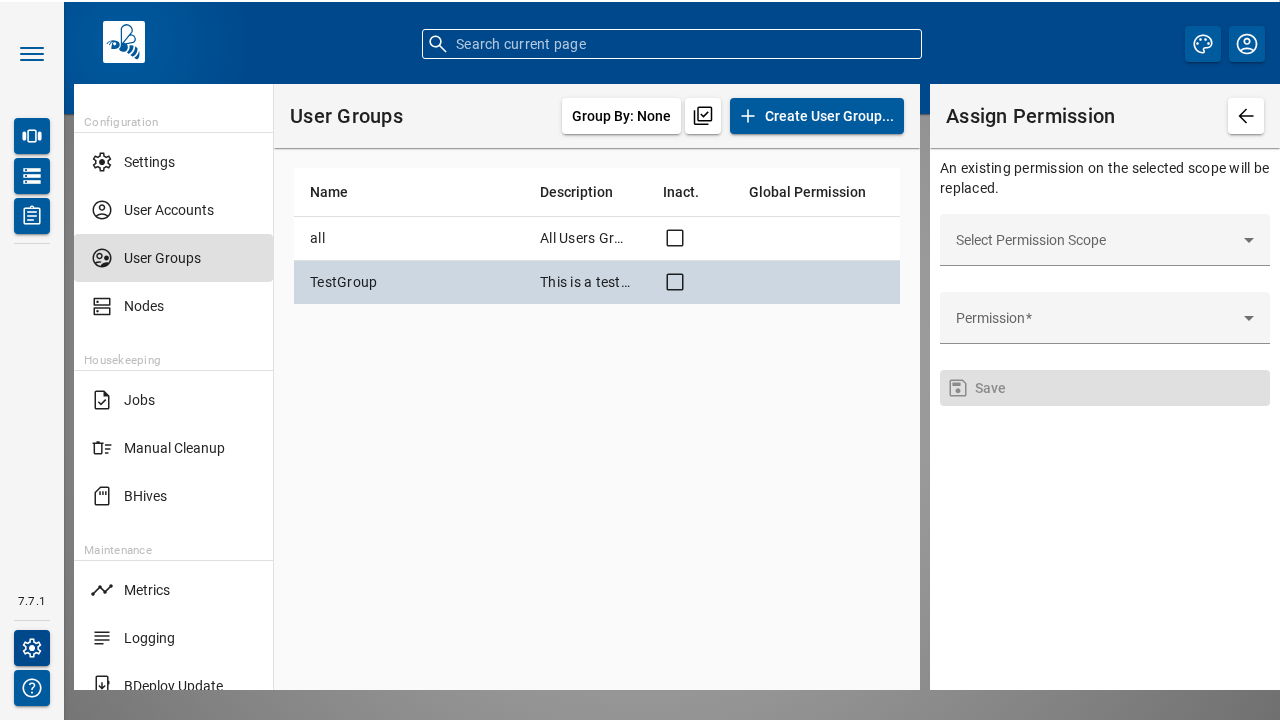 Search current page
Configuration
Settings
User Accounts
User Groups
Nodes
Housekeeping
Jobs
Manual Cleanup
BHives
Maintenance
Metrics
Logging
BDeploy Update
7.7.1
User Groups
Group By: None
Create User Group...
Name Description Inact. Global Permission
all All Users Gr...
TestGroup This is a test...
Assign Permission
An existing permission on the selected scope will be
replaced.
Select Permission Scope
Permission*
Save